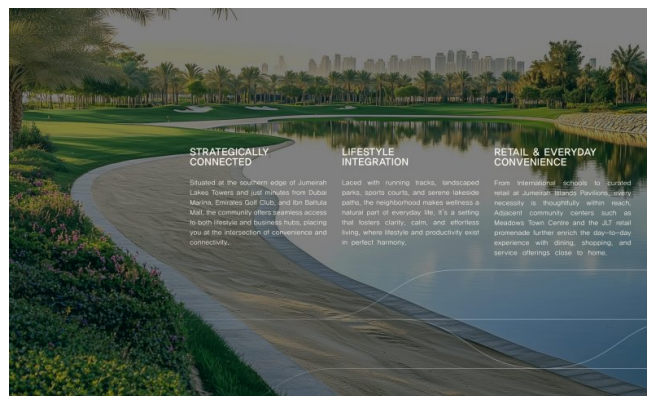 STRATEGICALLY
CONNECTED
Situated at the southern edge of Jumeirah
Lakes Towers and just minutes from Dubai
Marina, Emirates Golf Club, and Ibn Battuta
Mall, the community offers seamless access
to both lifestyle and business hubs, placing
you at the intersection of convenience and
connectivity.
LIFESTYLE
INTEGRATION
Laced with running tracks, landscaped
parks, sports courts, and serene lakeside
paths, the neighborhood makes wellness a
natural part of everyday life. It's a setting
that fosters clarity, calm, and effortless
living, where lifestyle and productivity exist
in perfect harmony.
RETAIL & EVERYDAY
CONVENIENCE
From international schools to curated
retail at Jumeirah Islands Pavilions, every
necessity is thoughtfully within reach.
Adjacent community centers such as
Meadows Town Centre and the JLT retail
promenade further enrich the day-to-day
experience with dining, shopping, and
service offerings close to home.